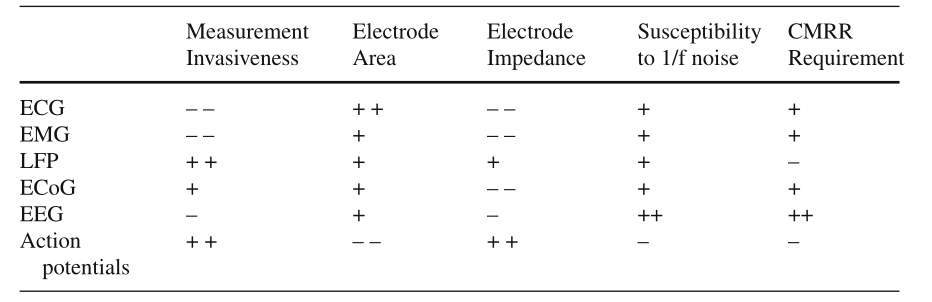 Measurement Electrode Electrode Susceptibility CMRR
Invasiveness Area Impedance to 1/f noise Requirement
ECG – – + + – – + +
EMG – – + – – + +
LFP + + + + + –
ECoG + + – – + +
EEG – + – ++ ++
Action + + – – + + – –
potentials